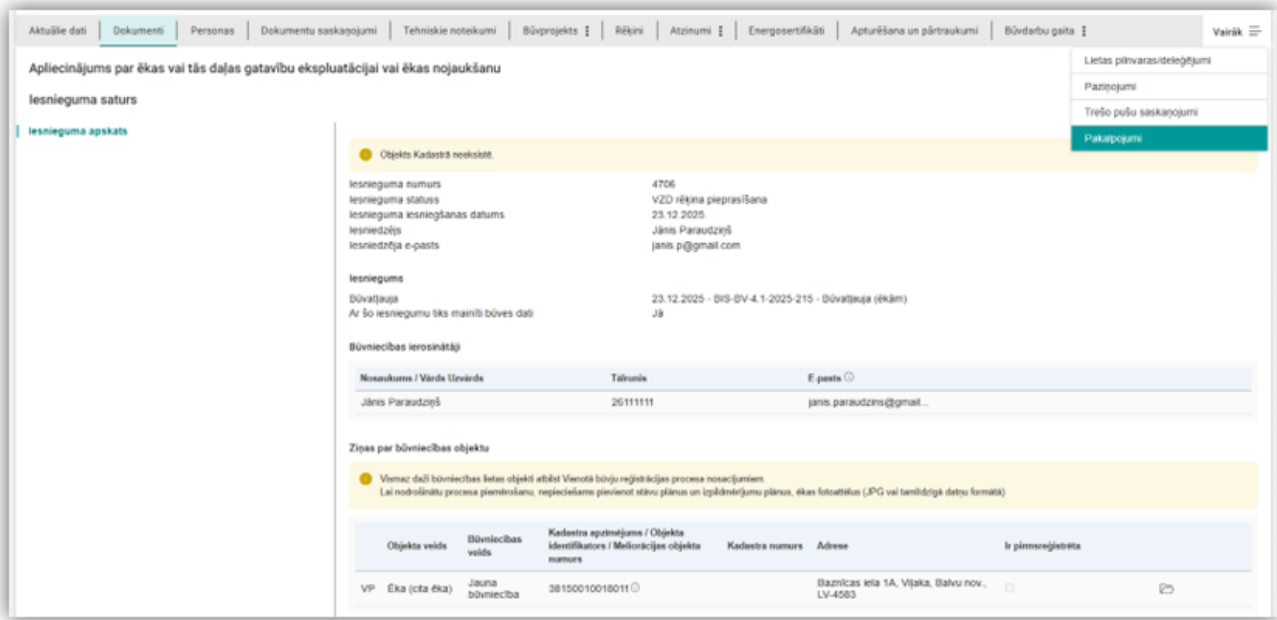 Aktuālie dati Dokumenti Personas Dokumentu saskaņojumi Tehniskie noteikumi Būvprojekts Rēķini Atzinumi Energosertifikāti Apturēšana un pārtraukumi Būvdarbu gaita Vairāk
Lietas pilnvaras/deleģējumi
Paziņojumi
Trešo pušu saskaņojumi
Pakalpojumi
Apliecinājums par ēkas vai tās daļas gatavību ekspluatācijai vai ēkas nojaukšanu
Iesnieguma saturs
Iesnieguma apskats
Objekts Kadastrā neeksistē.
Iesnieguma numurs 4706
Iesnieguma statuss VZD rēķina pieprasīšana
Iesnieguma iesniegšanas datums 23.12.2025.
Iesniedzējs Jānis Paraudziņš
Iesniedzēja e-pasts janis.p@gmail.com
Iesniegums
Būvatļauja 23.12.2025 - BIS-BV-4.1-2025-215 - Būvatļauja (ēkām)
Ar šo iesniegumu tiks mainīti būves dati Jā
Būvniecības ierosinātāji
Nosaukums / Vārds Uzvārds Tālrunis E-pasts
Jānis Paraudziņš 26111111 janis.paraudzins@gmail...
Ziņas par būvniecības objektu
Vismaz daži būvniecības lietas objekti atbilst Vienotā būvju reģistrācijas procesa nosacījumiem.
Lai nodrošinātu procesa piemērošanu, nepieciešams pievienot stāvu plānus un izpildmērījumu plānus, ēkas fotoattēlus (JPG vai tamlīdzīgā datņu formātā)
Objekta veids Būvniecības veids Kadastra apzīmējums / Objekta identifikators / Meliorācijas objekta numurs Kadastra numurs Adrese Ir pirmsreģistrēta
VP Ēka (cita ēka) Jauna būvniecība 38150010018011 Baznīcas iela 1A, Viļaka, Balvu nov., LV-4583